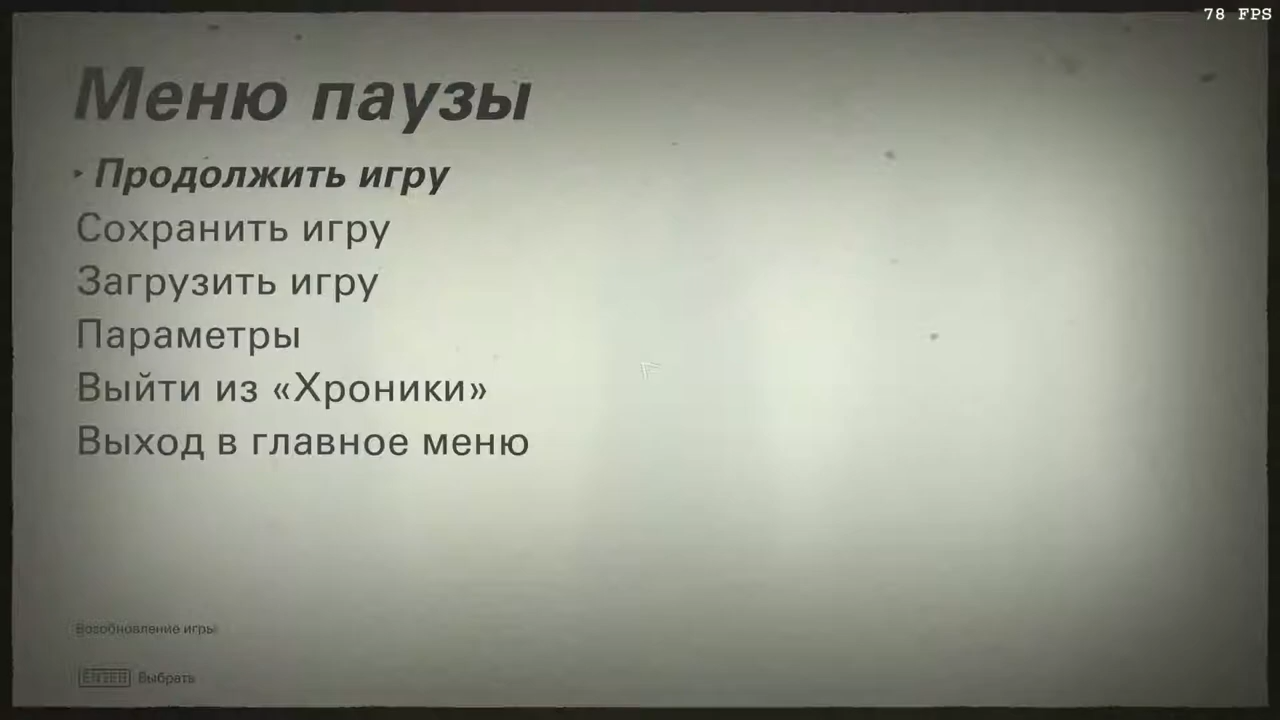 78 FPS
Меню паузы
Продолжить игру
Сохранить игру
Загрузить игру
Параметры
Выйти из «Хроники»
Выход в главное меню
Возобновление игры
ENTER Выбрать